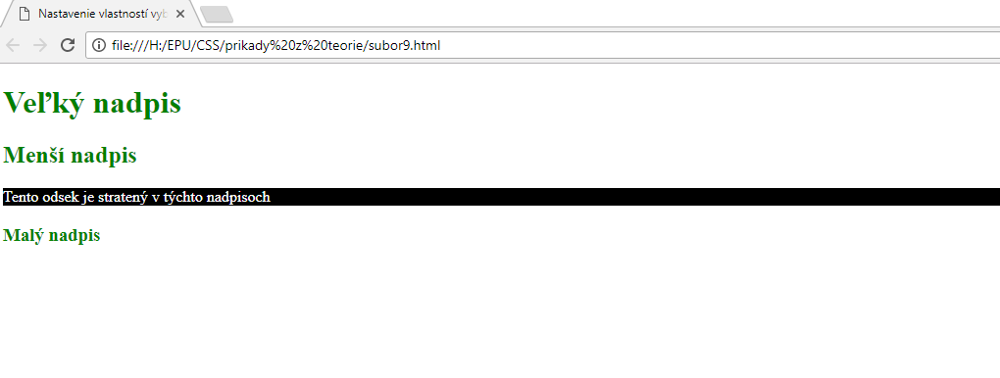 Nastavenie vlastností vyb
file:///H:/EPU/CSS/prikady%20z%20teorie/subor9.html
Veľký nadpis
Menší nadpis
Tento odsek je stratený v týchto nadpisoch
Malý nadpis